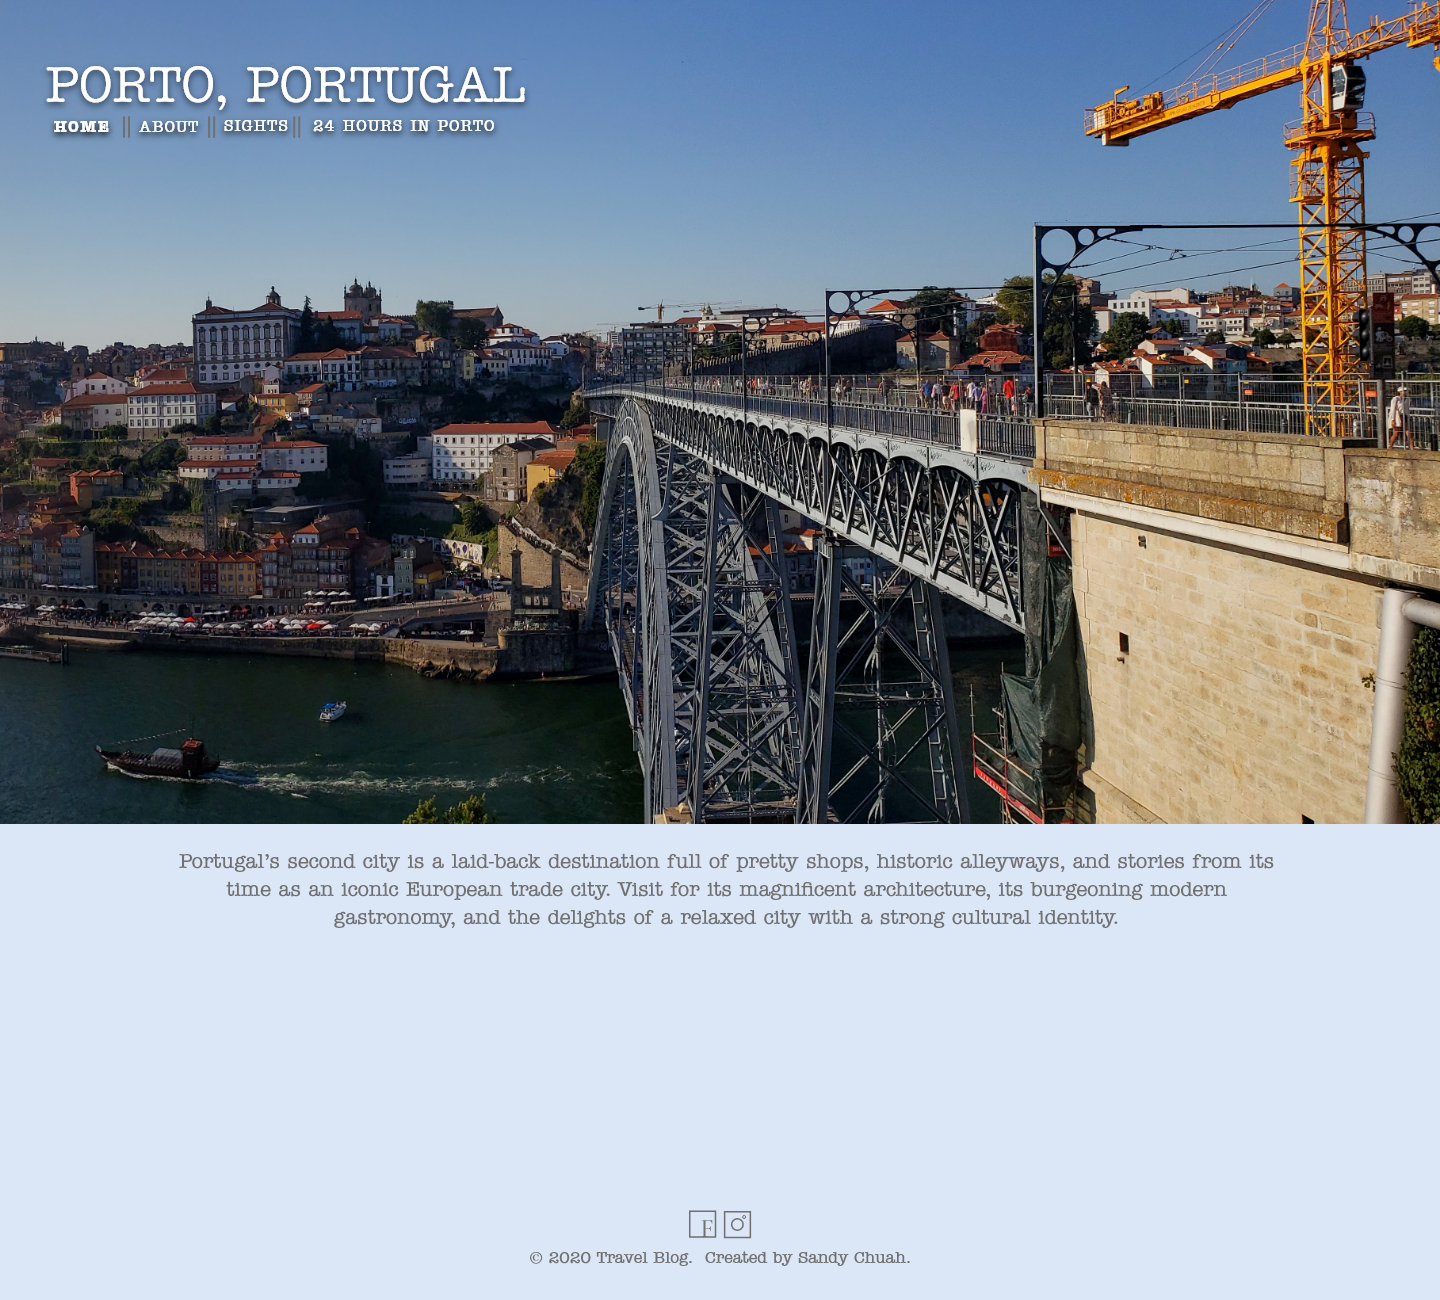 PORTO, PORTUGAL
HOME || ABOUT || SIGHTS || 24 HOURS IN PORTO
Portugal’s second city is a laid-back destination full of pretty shops, historic alleyways, and stories from its
time as an iconic European trade city. Visit for its magnificent architecture, its burgeoning modern
gastronomy, and the delights of a relaxed city with a strong cultural identity.
F
© 2020 Travel Blog. Created by Sandy Chuah.